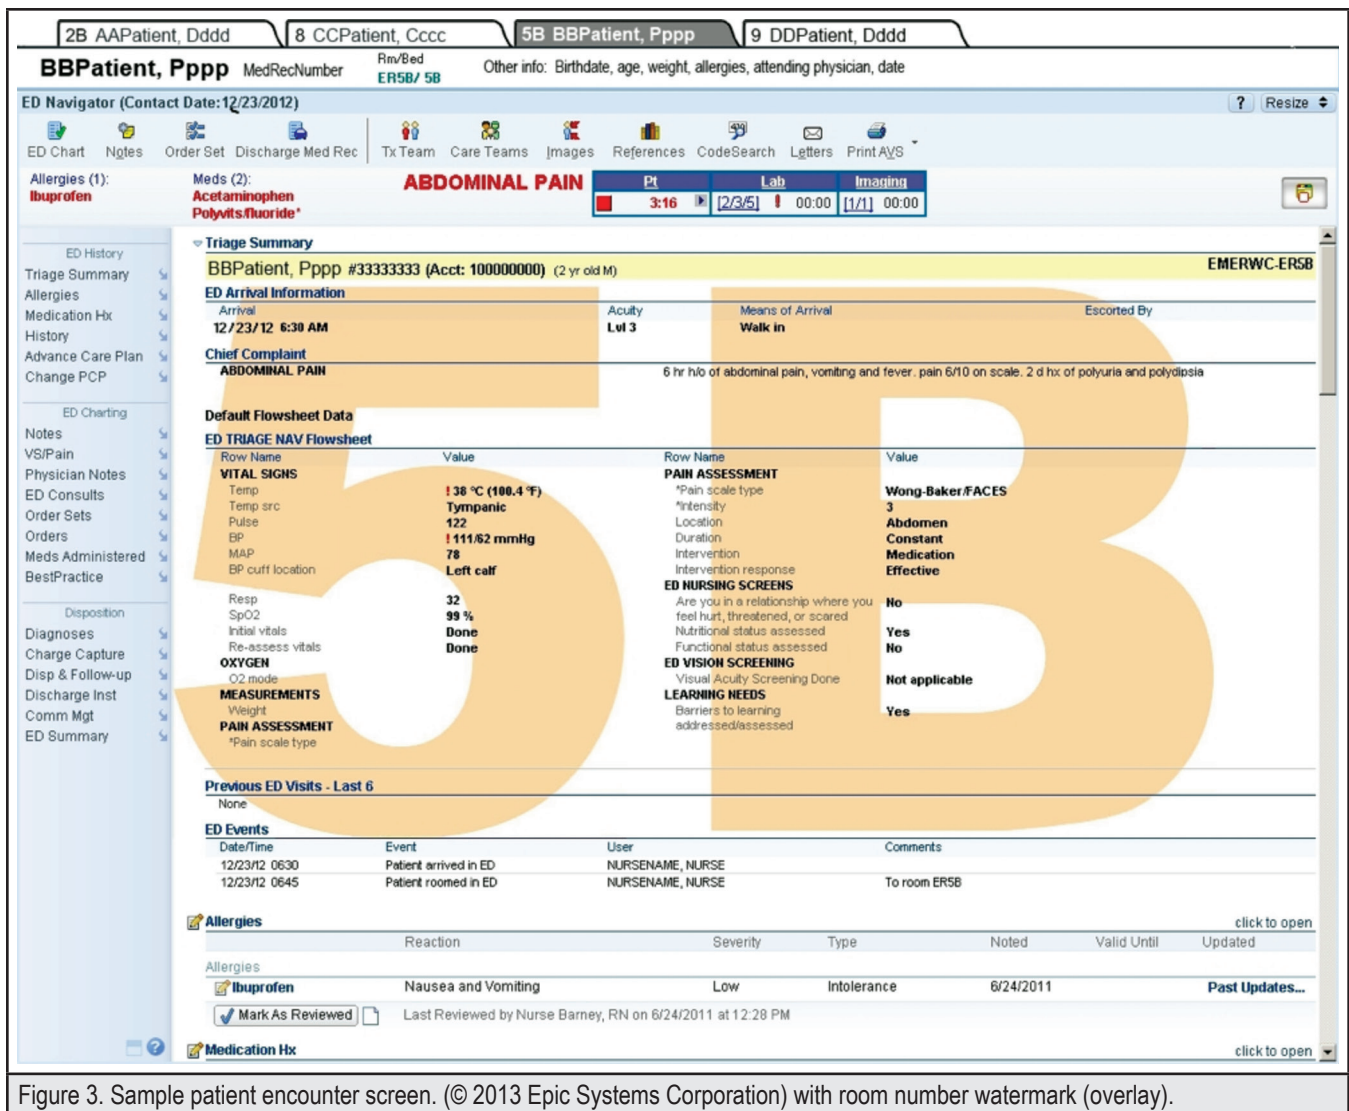 2B AAPatient, Dddd 8 CCPatient, Cccc 5B BBPatient, Pppp 9 DDPatient, Dddd
BBPatient, Pppp MedRecNumber Rm/Bed ER5B/ 5B Other info: Birthdate, age, weight, allergies, attending physician, date
ED Navigator (Contact Date:12/23/2012) ? Resize
ED Chart Notes Order Set Discharge Med Rec Tx Team Care Teams Images References CodeSearch Letters Print AVS
Allergies (1): Meds (2): ABDOMINAL PAIN Pt Lab Imaging
Ibuprofen Acetaminophen 3:16 [2/3/5] ! 00:00 [1/1] 00:00
Polyvits/fluoride*
ED History
Triage Summary
Allergies
Medication Hx
History
Advance Care Plan
Change PCP
ED Charting
Notes
VS/Pain
Physician Notes
ED Consults
Order Sets
Orders
Meds Administered
BestPractice
Disposition
Diagnoses
Charge Capture
Disp & Follow-up
Discharge Inst
Comm Mgt
ED Summary
5B
Triage Summary
BBPatient, Pppp #33333333 (Acct: 100000000) (2 yr old M) EMERWC-ER5B
ED Arrival Information
Arrival Acuity Means of Arrival Escorted By
12/23/12 6:30 AM Lvl 3 Walk in
Chief Complaint
ABDOMINAL PAIN 6 hr h/o of abdominal pain, vomiting and fever. pain 6/10 on scale. 2 d hx of polyuria and polydipsia
Default Flowsheet Data
ED TRIAGE NAV Flowsheet
Row Name Value
VITAL SIGNS
Temp ! 38 °C (100.4 °F)
Temp src Tympanic
Pulse 122
BP ! 111/62 mmHg
MAP 78
BP cuff location Left calf
Resp 32
SpO2 99 %
Initial vitals Done
Re-assess vitals Done
OXYGEN
O2 mode
MEASUREMENTS
Weight
PAIN ASSESSMENT
*Pain scale type
Row Name Value
PAIN ASSESSMENT
*Pain scale type Wong-Baker/FACES
*Intensity 3
Location Abdomen
Duration Constant
Intervention Medication
Intervention response Effective
ED NURSING SCREENS
Are you in a relationship where you No
feel hurt, threatened, or scared
Nutritional status assessed Yes
Functional status assessed No
ED VISION SCREENING
Visual Acuity Screening Done Not applicable
LEARNING NEEDS
Barriers to learning Yes
addressed/assessed
Previous ED Visits - Last 6
None
ED Events
Date/Time Event User Comments
12/23/12 0630 Patient arrived in ED NURSENAME, NURSE
12/23/12 0645 Patient roomed in ED NURSENAME, NURSE To room ER5B
Allergies click to open
Reaction Severity Type Noted Valid Until Updated
Allergies
Ibuprofen Nausea and Vomiting Low Intolerance 6/24/2011 Past Updates...
Mark As Reviewed Last Reviewed by Nurse Barney, RN on 6/24/2011 at 12:28 PM
Medication Hx click to open
Figure 3. Sample patient encounter screen. (© 2013 Epic Systems Corporation) with room number watermark (overlay).